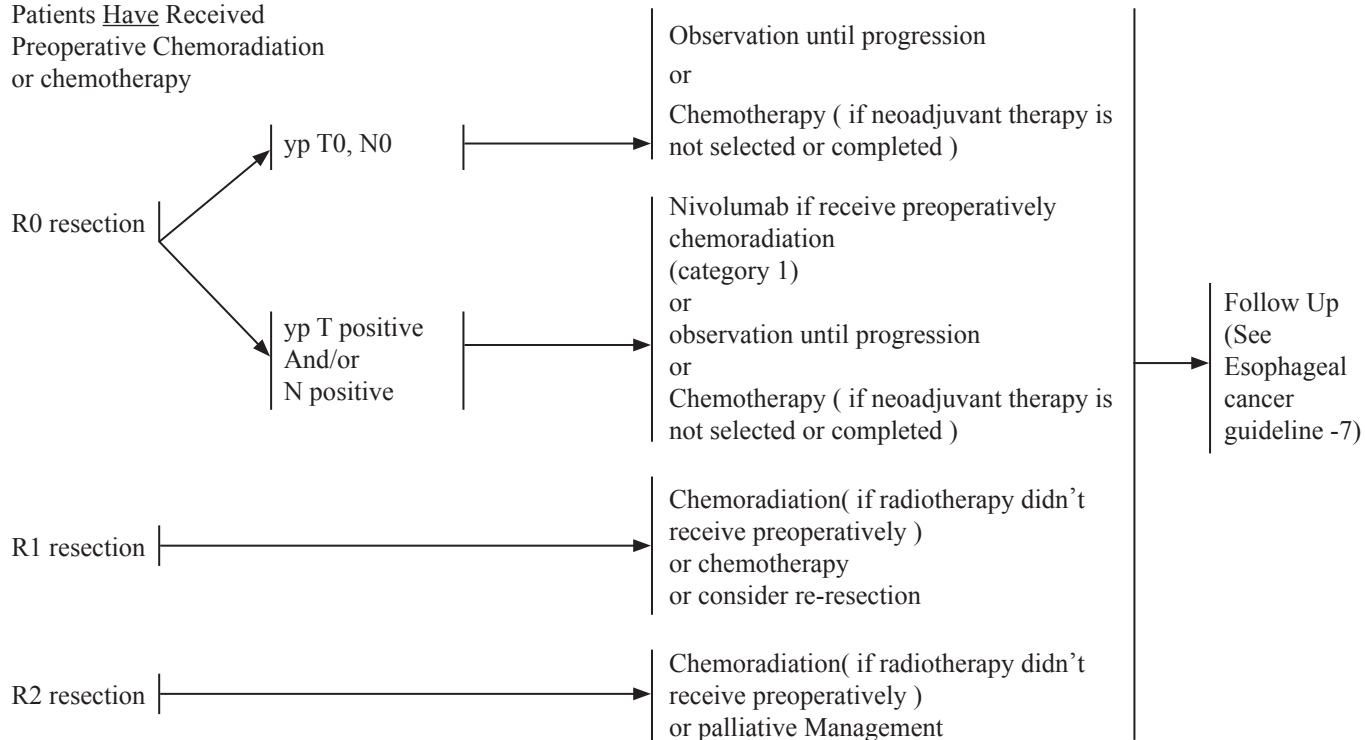 Patients Have Received
Preoperative Chemoradiation
or chemotherapy
R0 resection
yp T0, N0
Observation until progression
or
Chemotherapy ( if neoadjuvant therapy is
not selected or completed )
yp T positive
And/or
N positive
Nivolumab if receive preoperatively
chemoradiation
(category 1)
or
observation until progression
or
Chemotherapy ( if neoadjuvant therapy is
not selected or completed )
R1 resection
Chemoradiation( if radiotherapy didn’t
receive preoperatively )
or chemotherapy
or consider re-resection
R2 resection
Chemoradiation( if radiotherapy didn’t
receive preoperatively )
or palliative Management
Follow Up
(See
Esophageal
cancer
guideline -7)